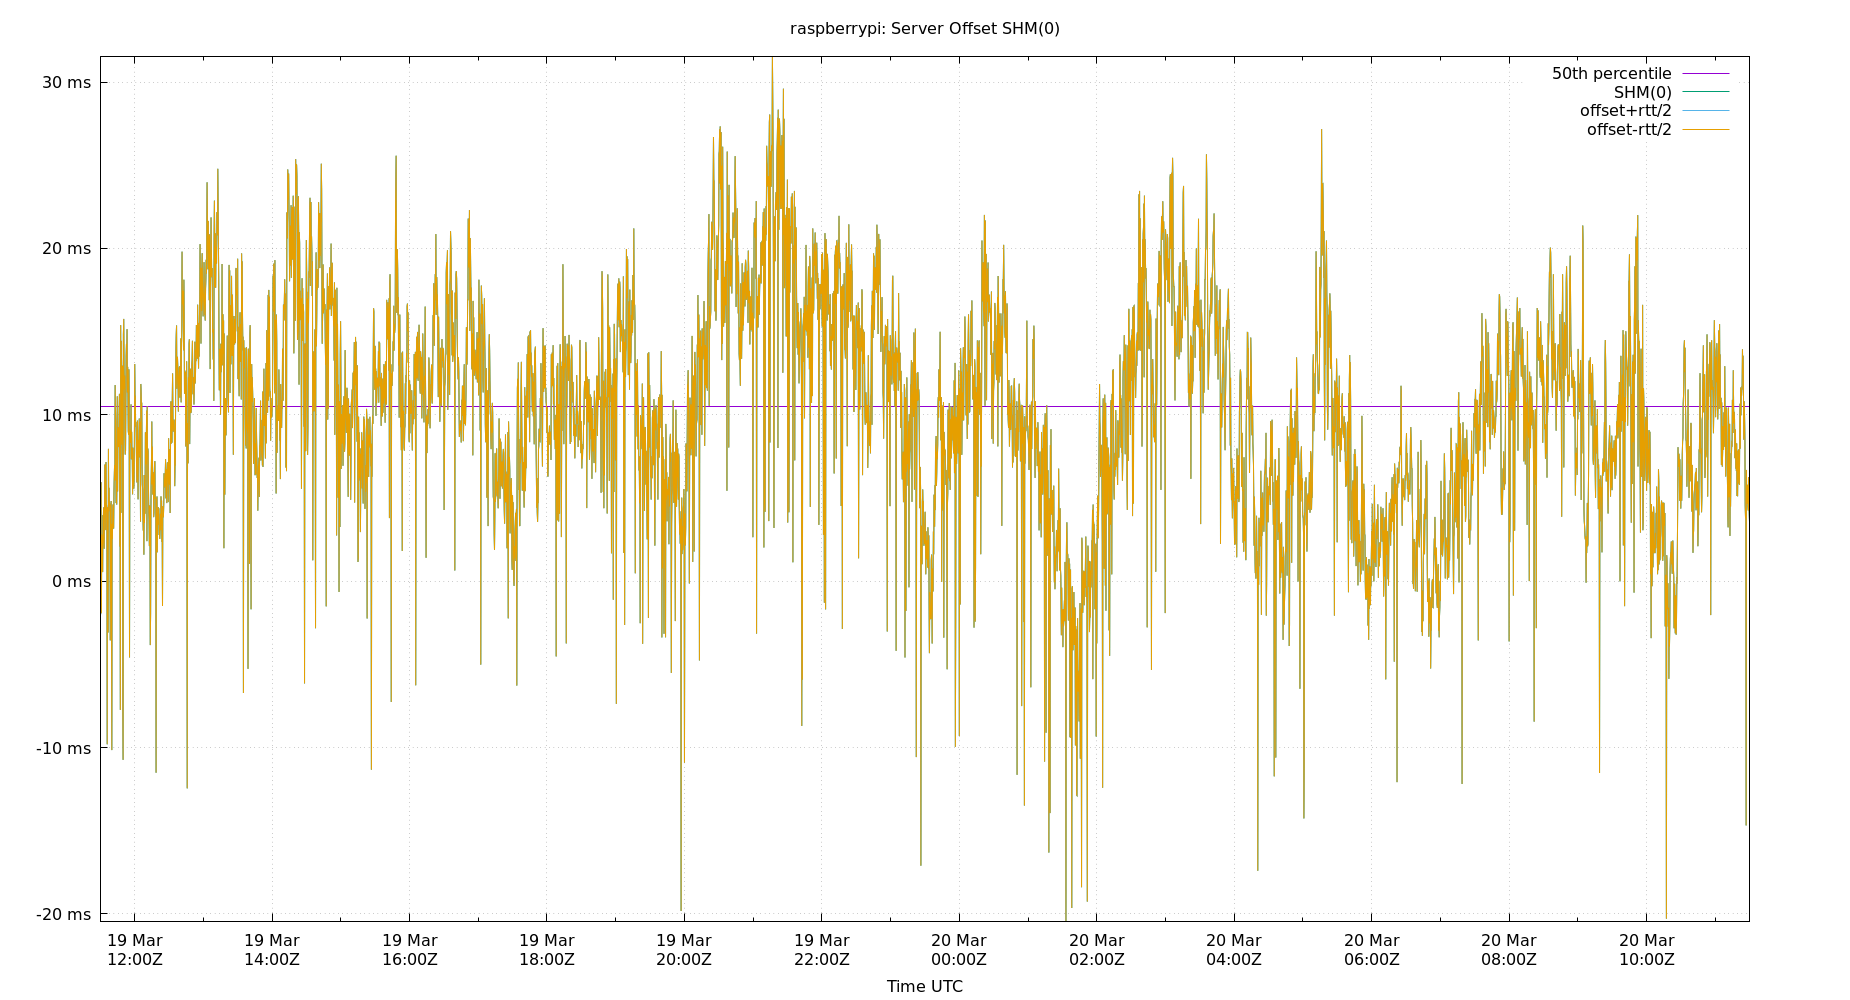 raspberrypi: Server Offset SHM(0)
50th percentile
SHM(0)
offset+rtt/2
offset-rtt/2
30 ms
20 ms
10 ms
0 ms
-10 ms
-20 ms
19 Mar 19 Mar 19 Mar 19 Mar 19 Mar 19 Mar 20 Mar 20 Mar 20 Mar 20 Mar 20 Mar 20 Mar
12:00Z 14:00Z 16:00Z 18:00Z 20:00Z 22:00Z 00:00Z 02:00Z 04:00Z 06:00Z 08:00Z 10:00Z
Time UTC